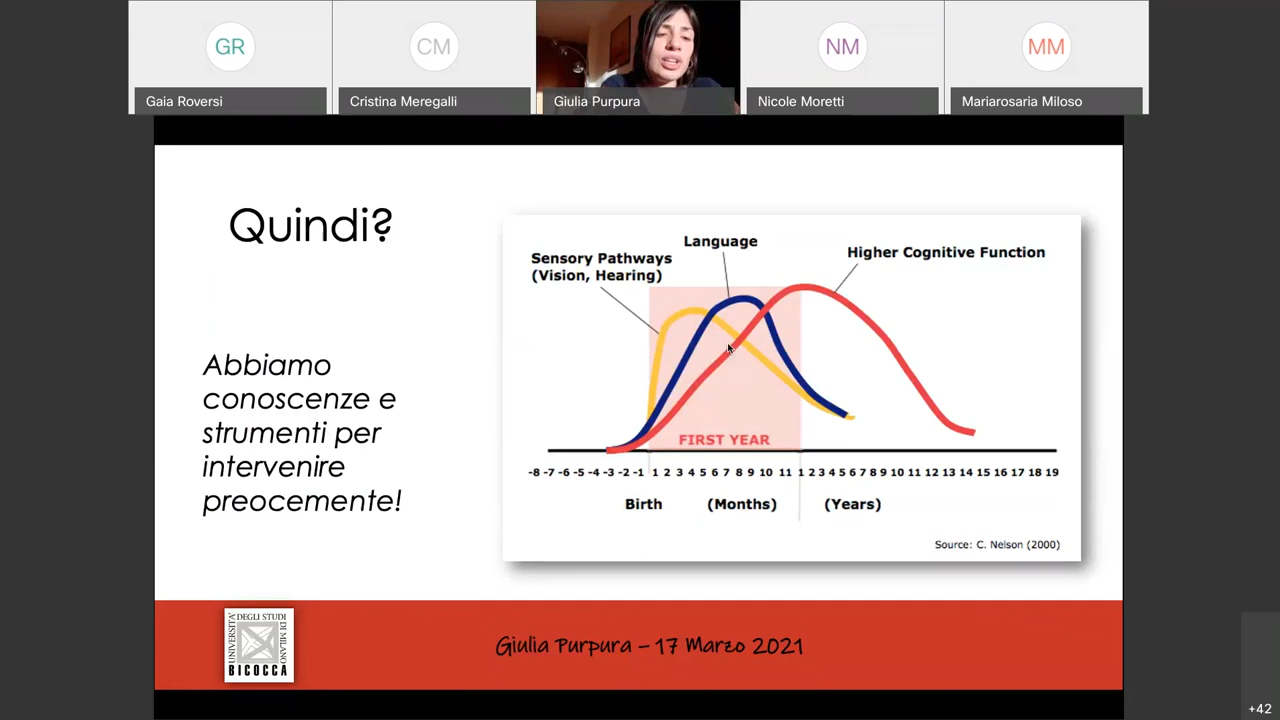 GR
CM
NM
MM
Gaia Roversi
Cristina Meregalli
Giulia Purpura
Nicole Moretti
Mariarosaria Miloso
Quindi?
Abbiamo
conoscenze e
strumenti per
intervenire
preocemente!
Sensory Pathways
(Vision, Hearing)
Language
Higher Cognitive Function
FIRST YEAR
-8 -7 -6 -5 -4 -3 -2 -1 1 2 3 4 5 6 7 8 9 10 11 1 2 3 4 5 6 7 8 9 10 11 12 13 14 15 16 17 18 19
Birth (Months) (Years)
Source: C. Nelson (2000)
UNIVERSITA' DEGLI STUDI DI MILANO
BICOCCA
Giulia Purpura – 17 Marzo 2021
+42